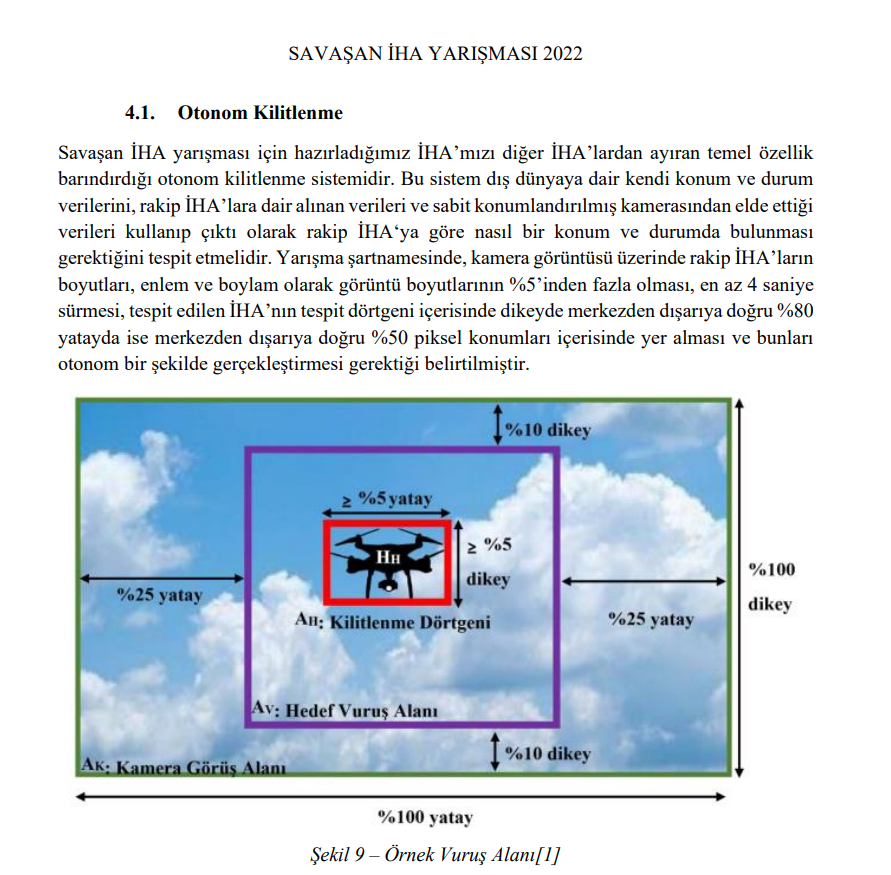 SAVAŞAN İHA YARIŞMASI 2022
4.1. Otonom Kilitlenme
Savaşan İHA yarışması için hazırladığımız İHA’mızı diğer İHA’lardan ayıran temel özellik
barındırdığı otonom kilitlenme sistemidir. Bu sistem dış dünyaya dair kendi konum ve durum
verilerini, rakip İHA’lara dair alınan verileri ve sabit konumlandırılmış kamerasından elde ettiği
verileri kullanıp çıktı olarak rakip İHA‘ya göre nasıl bir konum ve durumda bulunması
gerektiğini tespit etmelidir. Yarışma şartnamesinde, kamera görüntüsü üzerinde rakip İHA’ların
boyutları, enlem ve boylam olarak görüntü boyutlarının %5’inden fazla olması, en az 4 saniye
sürmesi, tespit edilen İHA’nın tespit dörtgeni içerisinde dikeyde merkezden dışarıya doğru %80
yatayda ise merkezden dışarıya doğru %50 piksel konumları içerisinde yer alması ve bunları
otonom bir şekilde gerçekleştirmesi gerektiği belirtilmiştir.
%10 dikey
≥ %5 yatay
HH
≥ %5
dikey
%25 yatay
AH: Kilitlenme Dörtgeni
%25 yatay
%100
dikey
AV: Hedef Vuruş Alanı
%10 dikey
AK: Kamera Görüş Alanı
%100 yatay
Şekil 9 – Örnek Vuruş Alanı[1]